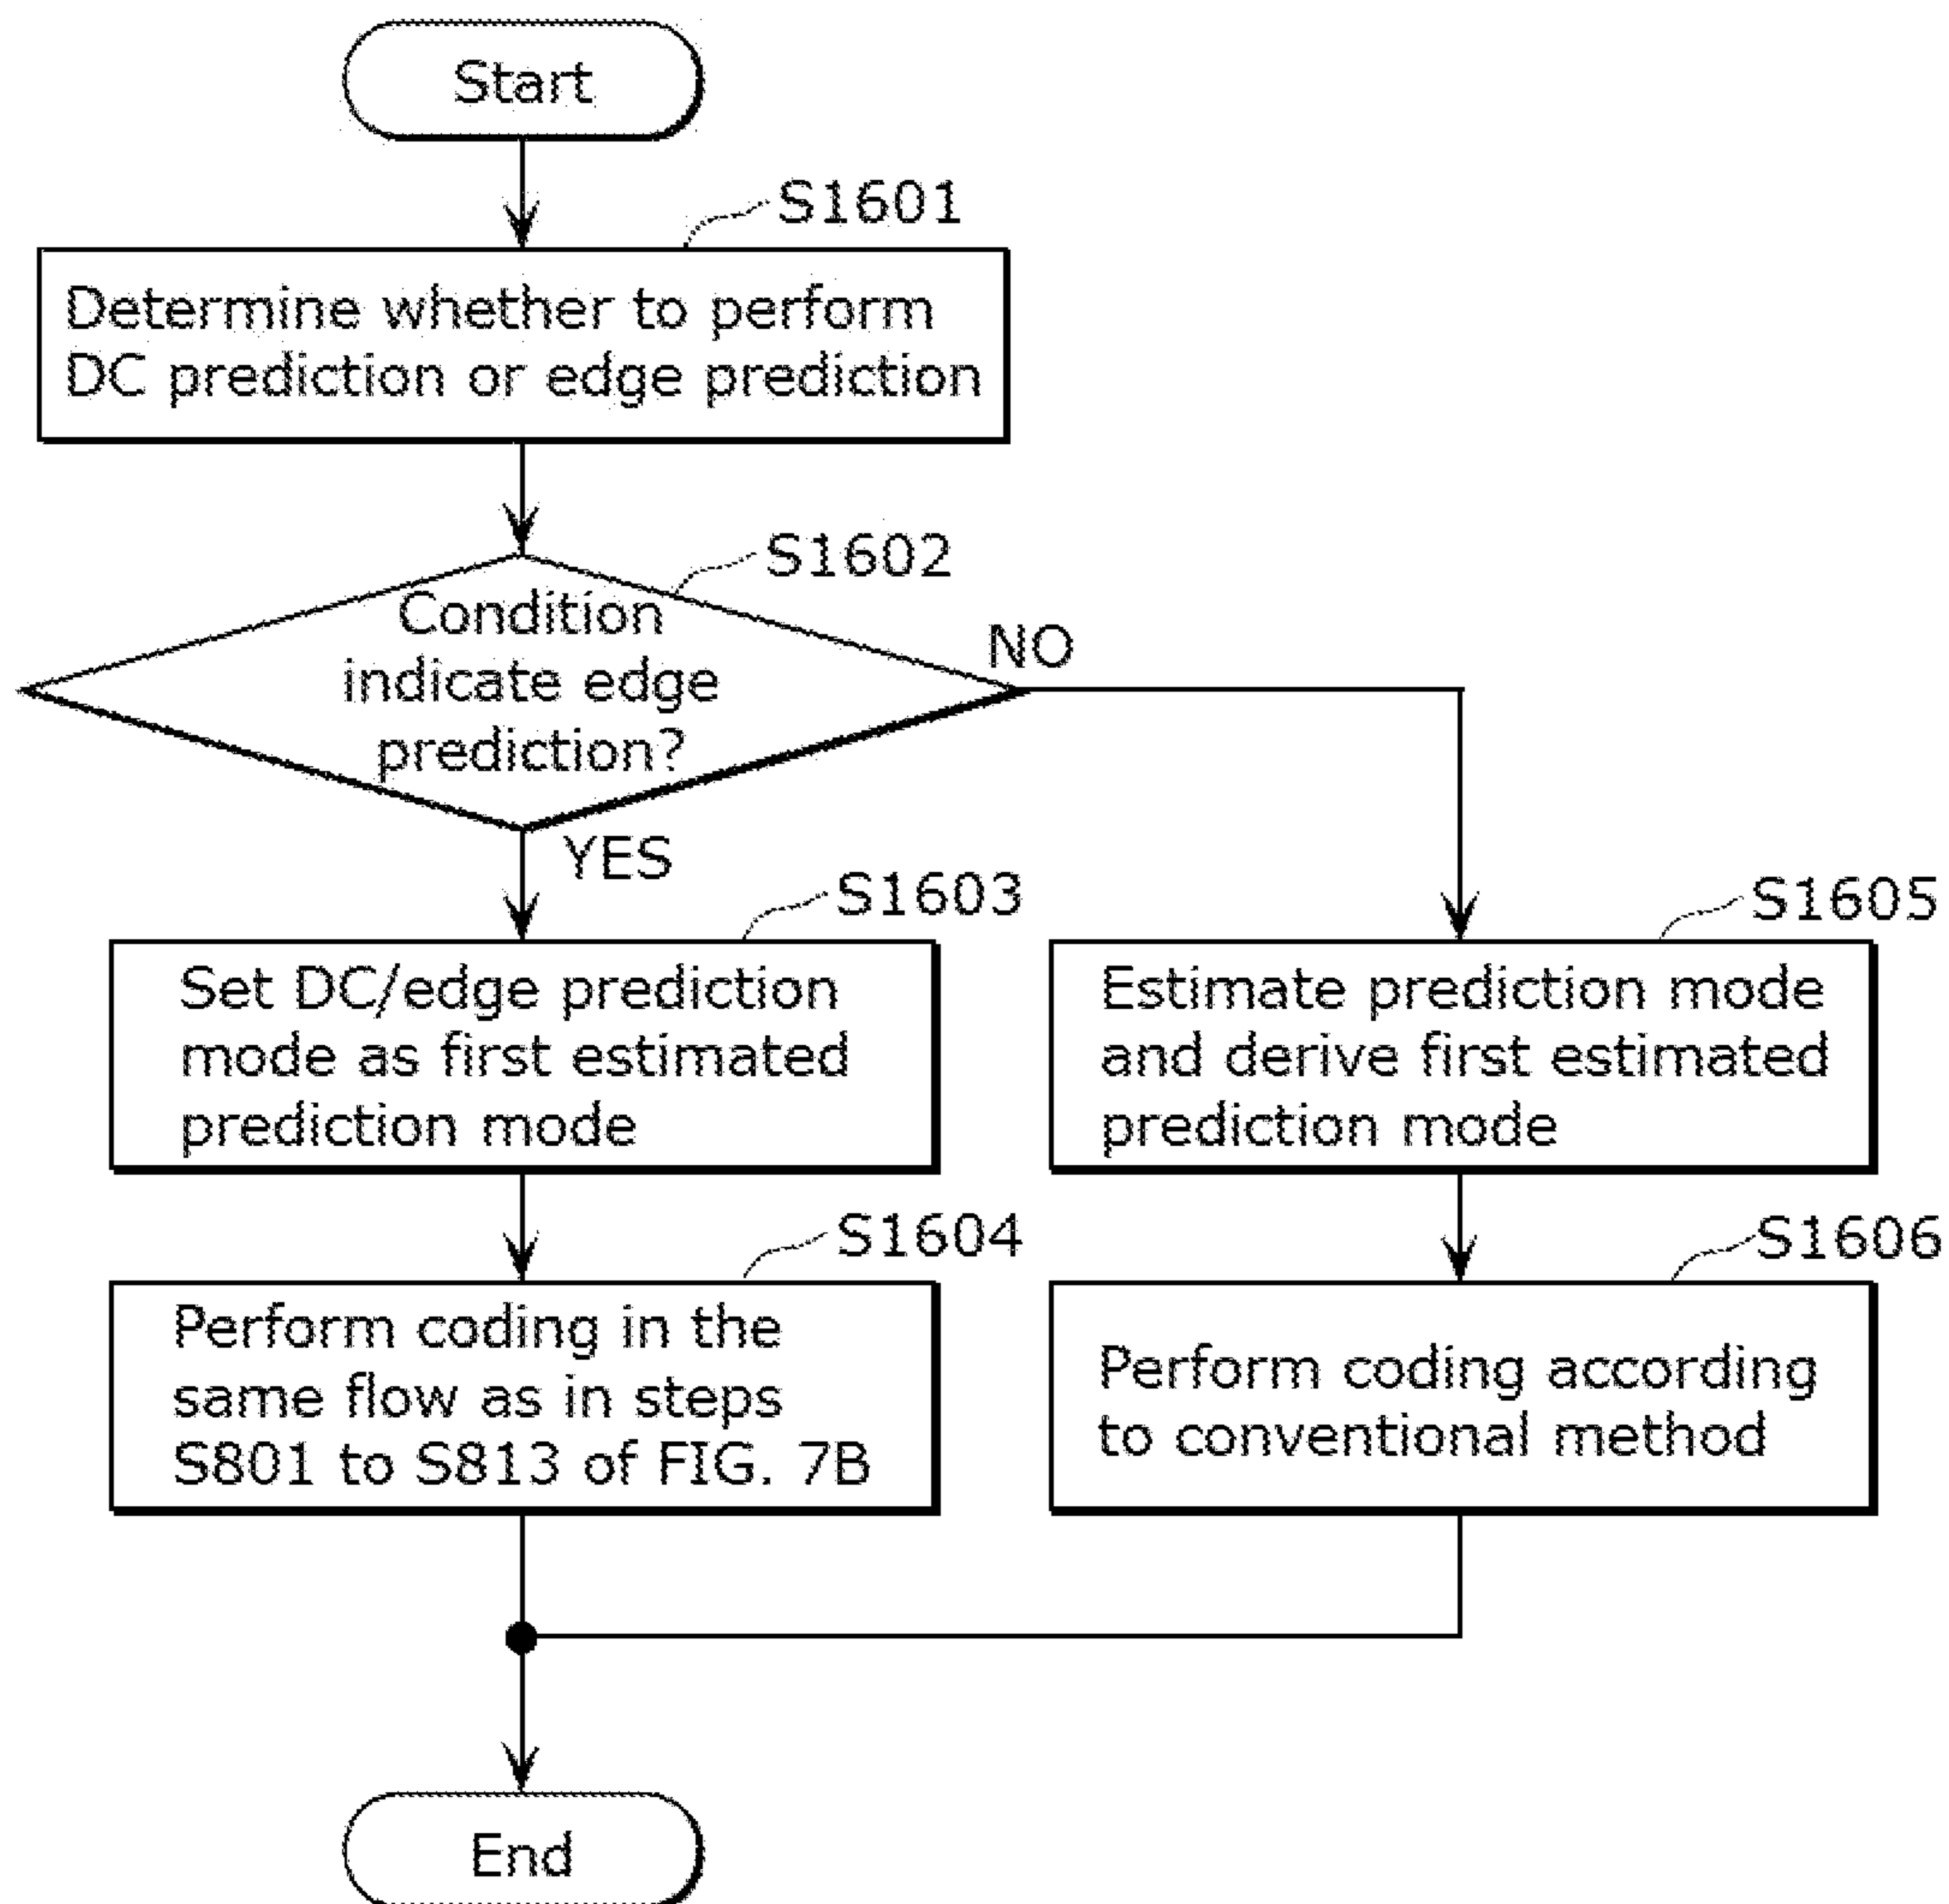 Start
S1601
Determine whether to perform
DC prediction or edge prediction
S1602
Condition
indicate edge
prediction?
NO
YES
S1603
Set DC/edge prediction
mode as first estimated
prediction mode
S1605
Estimate prediction mode
and derive first estimated
prediction mode
S1604
Perform coding in the
same flow as in steps
S801 to S813 of FIG. 7B
S1606
Perform coding according
to conventional method
End